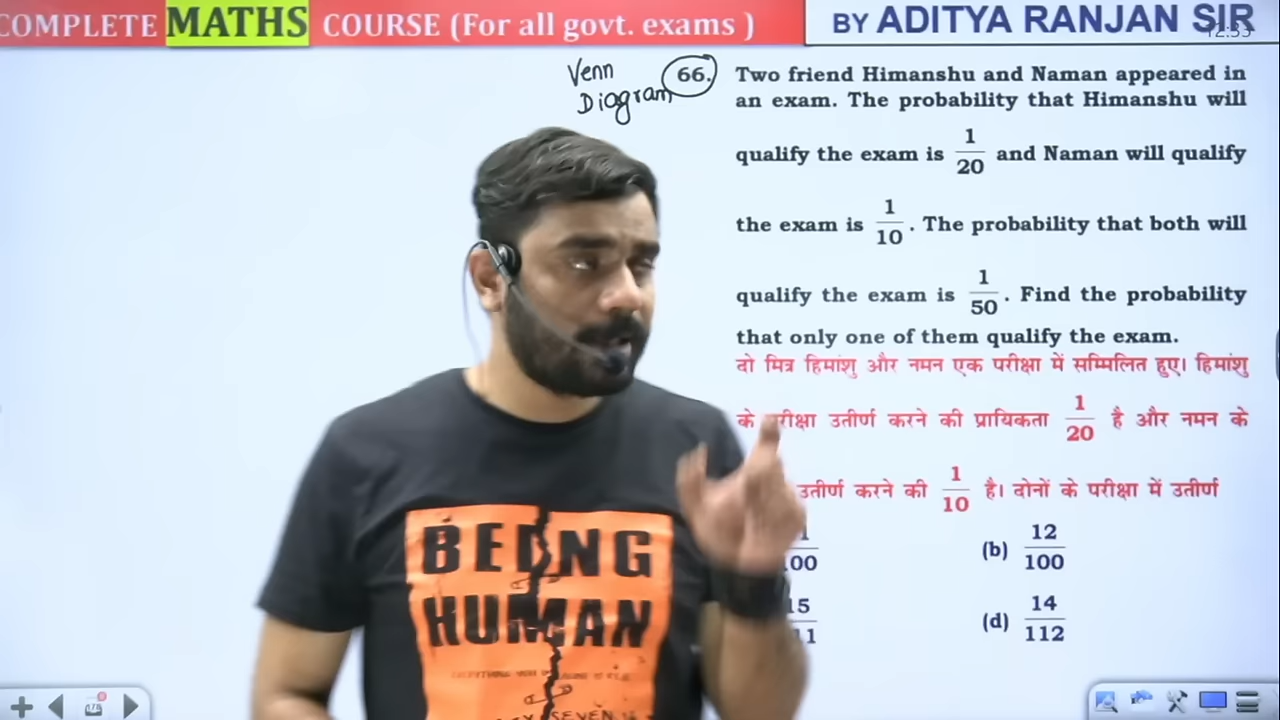 COMPLETE MATHS COURSE (For all govt. exams )
BY ADITYA RANJAN SIR
Venn
Diagram
66.
Two friend Himanshu and Naman appeared in
an exam. The probability that Himanshu will
qualify the exam is 1/20 and Naman will qualify
the exam is 1/10. The probability that both will
qualify the exam is 1/50. Find the probability
that only one of them qualify the exam.
दो मित्र हिमांशु और नमन एक परीक्षा में सम्मिलित हुए। हिमांशु
के परीक्षा उतीर्ण करने की प्रायिकता 1/20 है और नमन के
उतीर्ण करने की 1/10 है। दोनों के परीक्षा में उतीर्ण
(b) 12/100
(d) 14/112
BEING
HUMAN